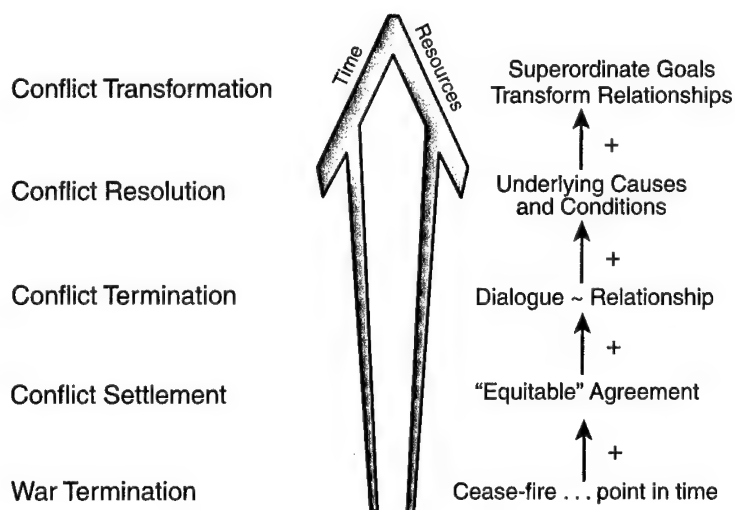 Time
Resources
Conflict Transformation
Superordinate Goals
Transform Relationships
+
Conflict Resolution
Underlying Causes
and Conditions
+
Conflict Termination
Dialogue ~ Relationship
+
Conflict Settlement
“Equitable” Agreement
+
War Termination
Cease-fire . . . point in time